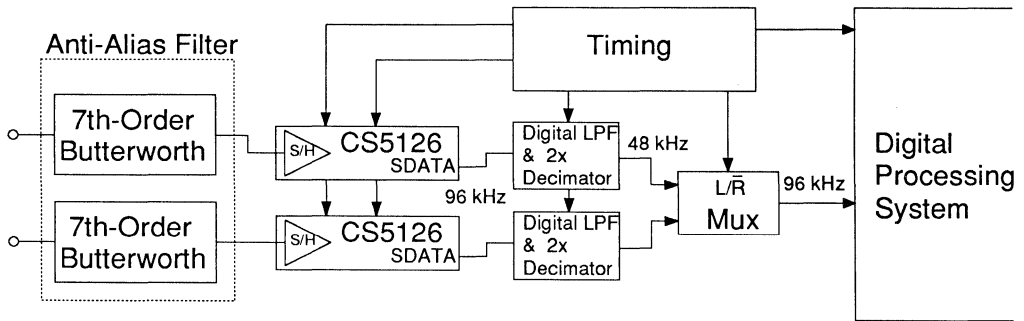 Anti-Alias Filter
Timing
7th-Order
Butterworth
S/H
CS5126
SDATA
Digital LPF
& 2x
Decimator
48 kHz
96 kHz
L/R̅
Mux
96 kHz
Digital
Processing
System
7th-Order
Butterworth
S/H
CS5126
SDATA
Digital LPF
& 2x
Decimator